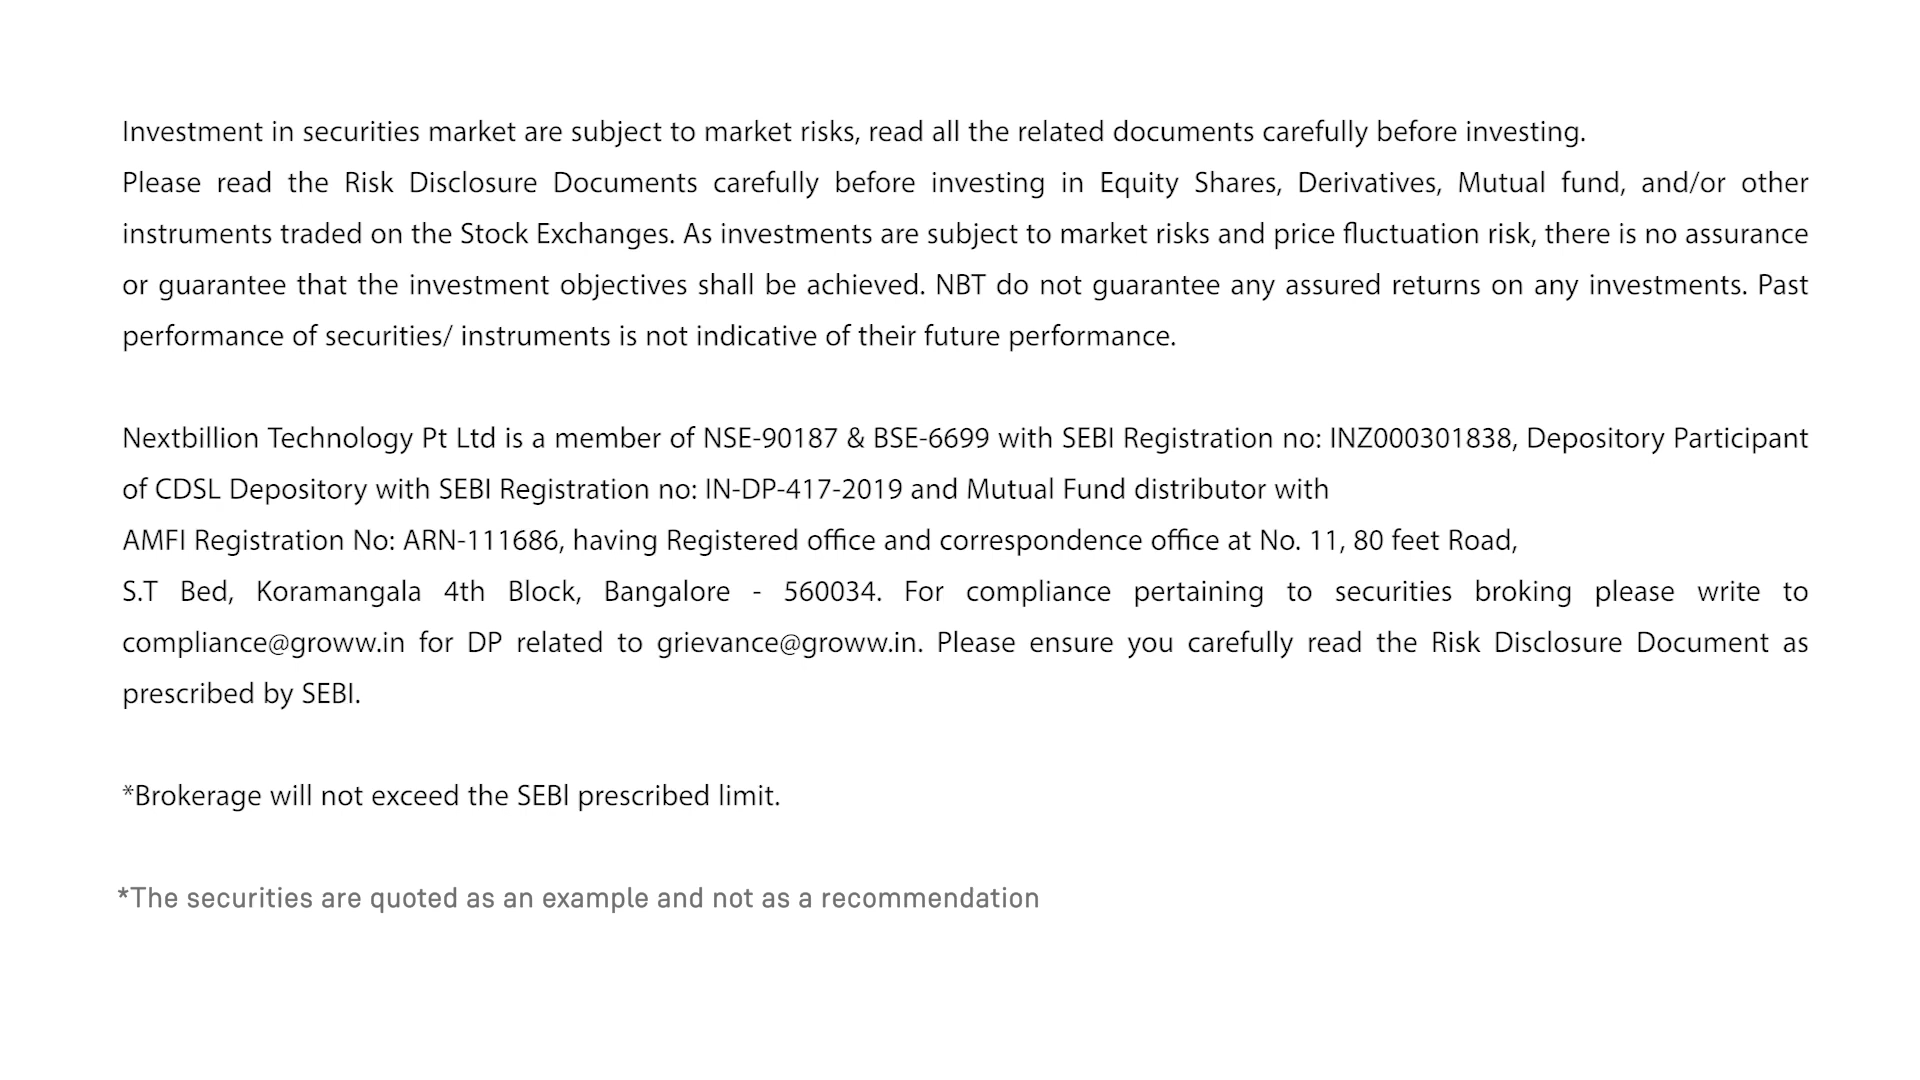 Investment in securities market are subject to market risks, read all the related documents carefully before investing.
Please read the Risk Disclosure Documents carefully before investing in Equity Shares, Derivatives, Mutual fund, and/or other
instruments traded on the Stock Exchanges. As investments are subject to market risks and price fluctuation risk, there is no assurance
or guarantee that the investment objectives shall be achieved. NBT do not guarantee any assured returns on any investments. Past
performance of securities/ instruments is not indicative of their future performance.
Nextbillion Technology Pt Ltd is a member of NSE-90187 & BSE-6699 with SEBI Registration no: INZ000301838, Depository Participant
of CDSL Depository with SEBI Registration no: IN-DP-417-2019 and Mutual Fund distributor with
AMFI Registration No: ARN-111686, having Registered office and correspondence office at No. 11, 80 feet Road,
S.T Bed, Koramangala 4th Block, Bangalore - 560034. For compliance pertaining to securities broking please write to
compliance@groww.in for DP related to grievance@groww.in. Please ensure you carefully read the Risk Disclosure Document as
prescribed by SEBI.
*Brokerage will not exceed the SEBI prescribed limit.
*The securities are quoted as an example and not as a recommendation